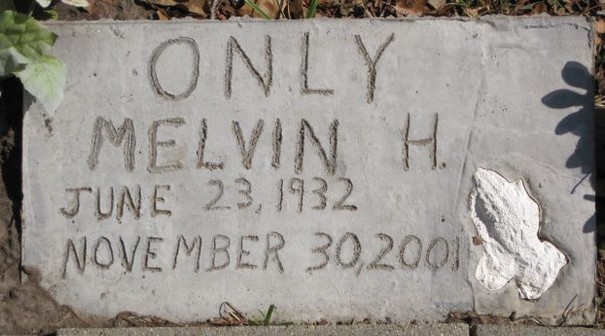 ONLY
MELVIN H.
JUNE 23, 1932
NOVEMBER 30, 2001